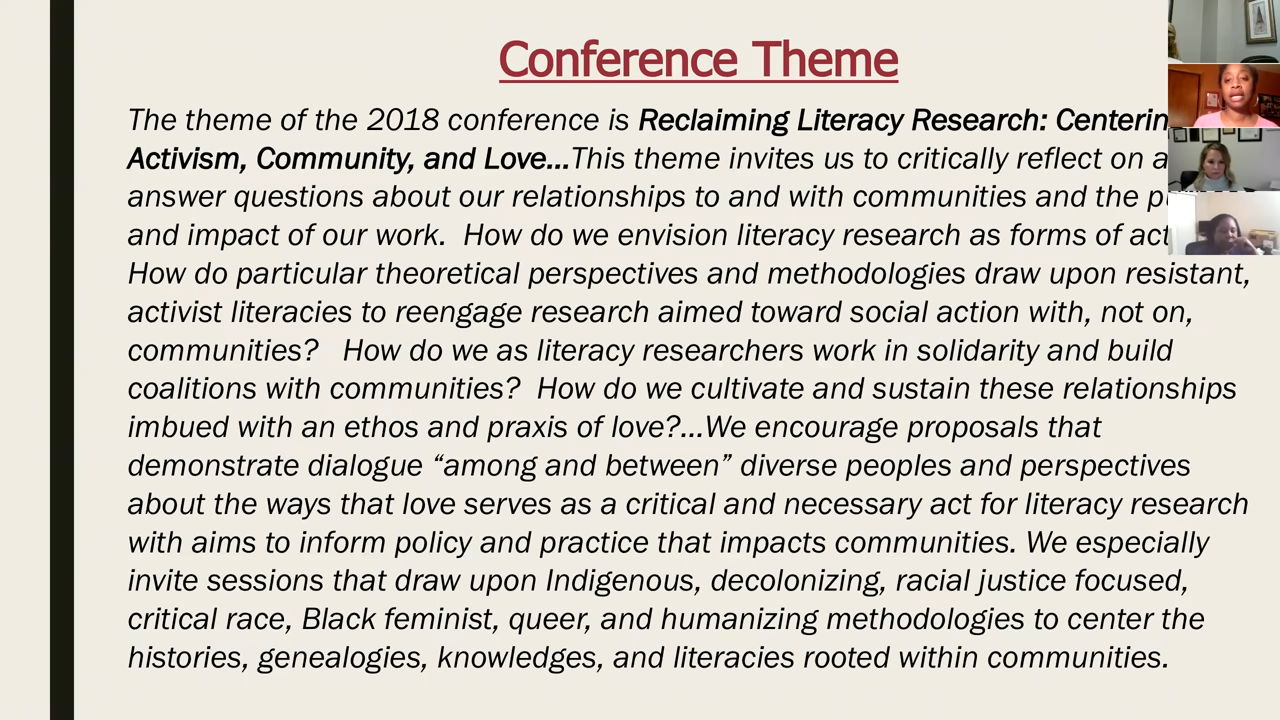 Conference Theme
The theme of the 2018 conference is Reclaiming Literacy Research:
Activism, Community, and Love...This theme invites us to critically reflect on
answer questions about our relationships to and with communities and the
and impact of our work.  How do we envision literacy research as forms of
How do particular theoretical perspectives and methodologies draw upon resistant,
activist literacies to reengage research aimed toward social action with, not on,
communities?   How do we as literacy researchers work in solidarity and build
coalitions with communities?  How do we cultivate and sustain these relationships
imbued with an ethos and praxis of love?...We encourage proposals that
demonstrate dialogue “among and between” diverse peoples and perspectives
about the ways that love serves as a critical and necessary act for literacy research
with aims to inform policy and practice that impacts communities. We especially
invite sessions that draw upon Indigenous, decolonizing, racial justice focused,
critical race, Black feminist, queer, and humanizing methodologies to center the
histories, genealogies, knowledges, and literacies rooted within communities.